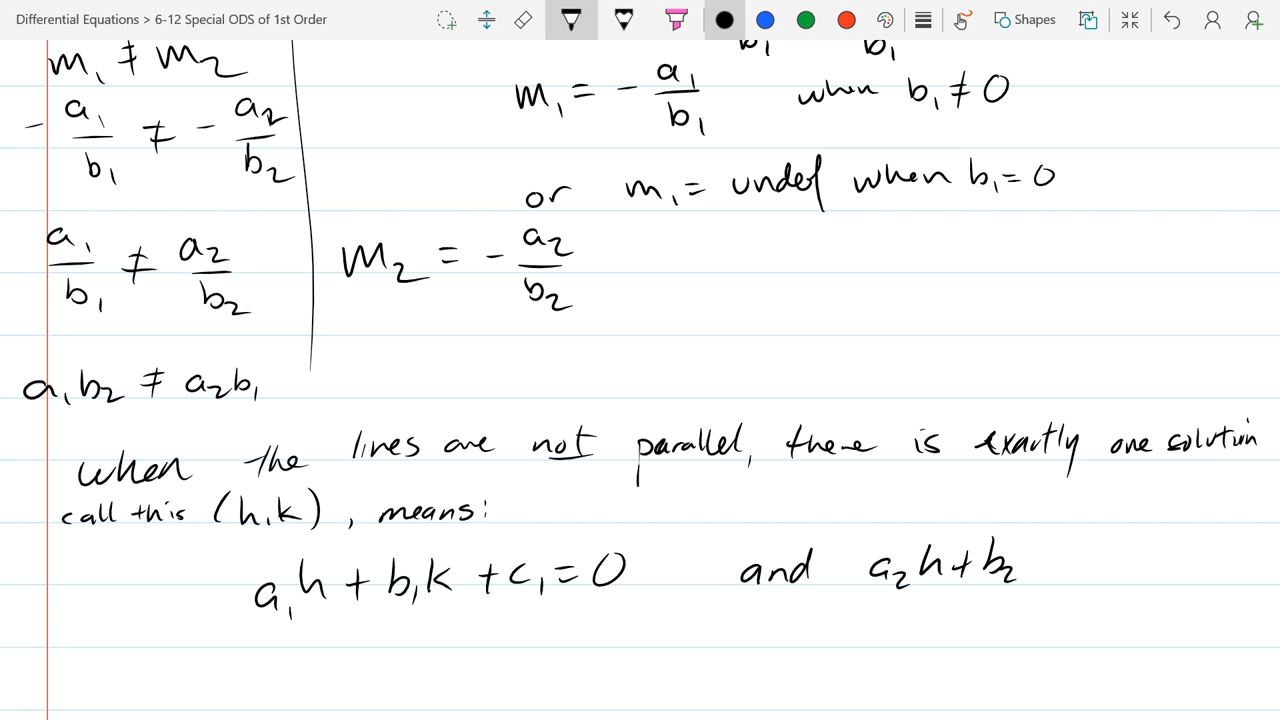 Differential Equations > 6-12 Special ODS of 1st Order
Shapes
m₁ ≠ m₂
- a₁/b₁ ≠ - a₂/b₂
a₁/b₁ ≠ a₂/b₂
a₁b₂ ≠ a₂b₁
b₁ b₁
m₁ = - a₁/b₁ when b₁ ≠ 0
or m₁ = undef when b₁ = 0
m₂ = - a₂/b₂
when the lines are not parallel, there is exactly one solution
call this (h,k), means:
a₁h + b₁k + c₁ = 0 and a₂h + b₂